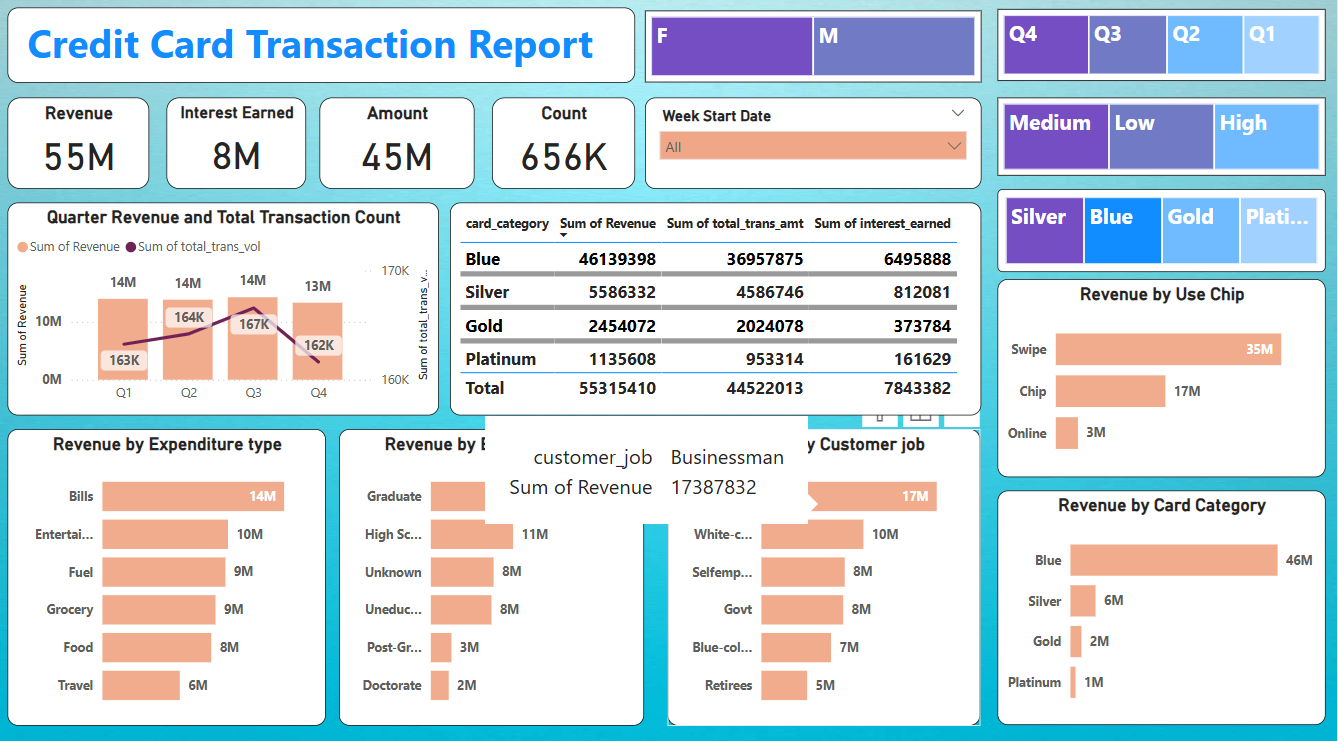 Credit Card Transaction Report
F
M
Q4
Q3
Q2
Q1
Revenue
55M
Interest Earned
8M
Amount
45M
Count
656K
Week Start Date
All
Medium
Low
High
Silver
Blue
Gold
Plati...
Quarter Revenue and Total Transaction Count
Sum of Revenue
Sum of total_trans_vol
Sum of Revenue
10M
0M
14M
14M
14M
13M
163K
164K
167K
162K
170K
160K
Sum of total_trans_v...
Q1
Q2
Q3
Q4
card_category Sum of Revenue Sum of total_trans_amt Sum of interest_earned
Blue 46139398 36957875 6495888
Silver 5586332 4586746 812081
Gold 2454072 2024078 373784
Platinum 1135608 953314 161629
Total 55315410 44522013 7843382
Revenue by Use Chip
Swipe 35M
Chip 17M
Online 3M
Revenue by Expenditure type
Bills 14M
Entertai... 10M
Fuel 9M
Grocery 9M
Food 8M
Travel 6M
Revenue by
Graduate
High Sc... 11M
Unknown 8M
Uneduc... 8M
Post-Gr... 3M
Doctorate 2M
customer_job Businessman
Sum of Revenue 17387832
Customer job
17M
White-c... 10M
Selfemp... 8M
Govt 8M
Blue-col... 7M
Retirees 5M
Revenue by Card Category
Blue 46M
Silver 6M
Gold 2M
Platinum 1M